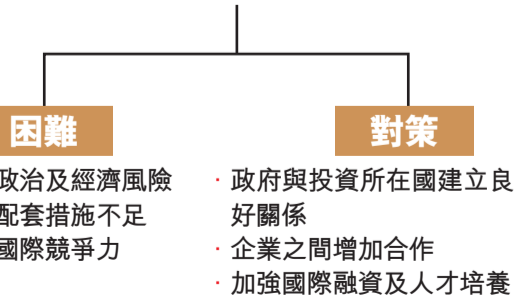 困難
政治及經濟風險
配套措施不足
國際競爭力
對策
· 政府與投資所在國建立良
好關係
· 企業之間增加合作
· 加強國際融資及人才培養